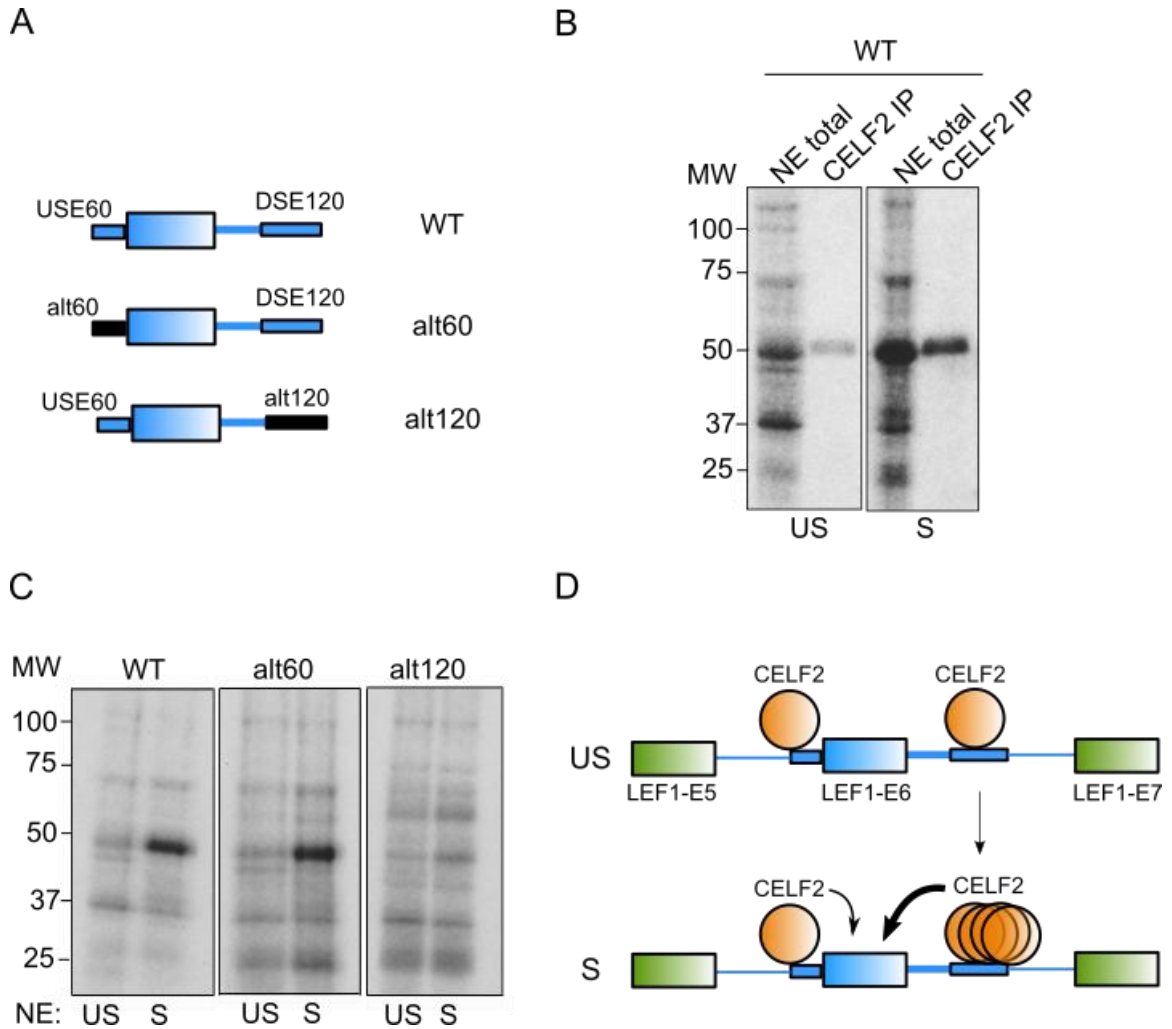 A
USE60 DSE120 WT
alt60 DSE120 alt60
USE60 alt120 alt120
B
WT
MW NE total CELF2 IP NE total CELF2 IP
100
75
50
37
25
US S
C
MW WT alt60 alt120
100
75
50
37
25
NE: US S US S US S
D
CELF2 CELF2
US
LEF1-E5 LEF1-E6 LEF1-E7
CELF2 CELF2
S